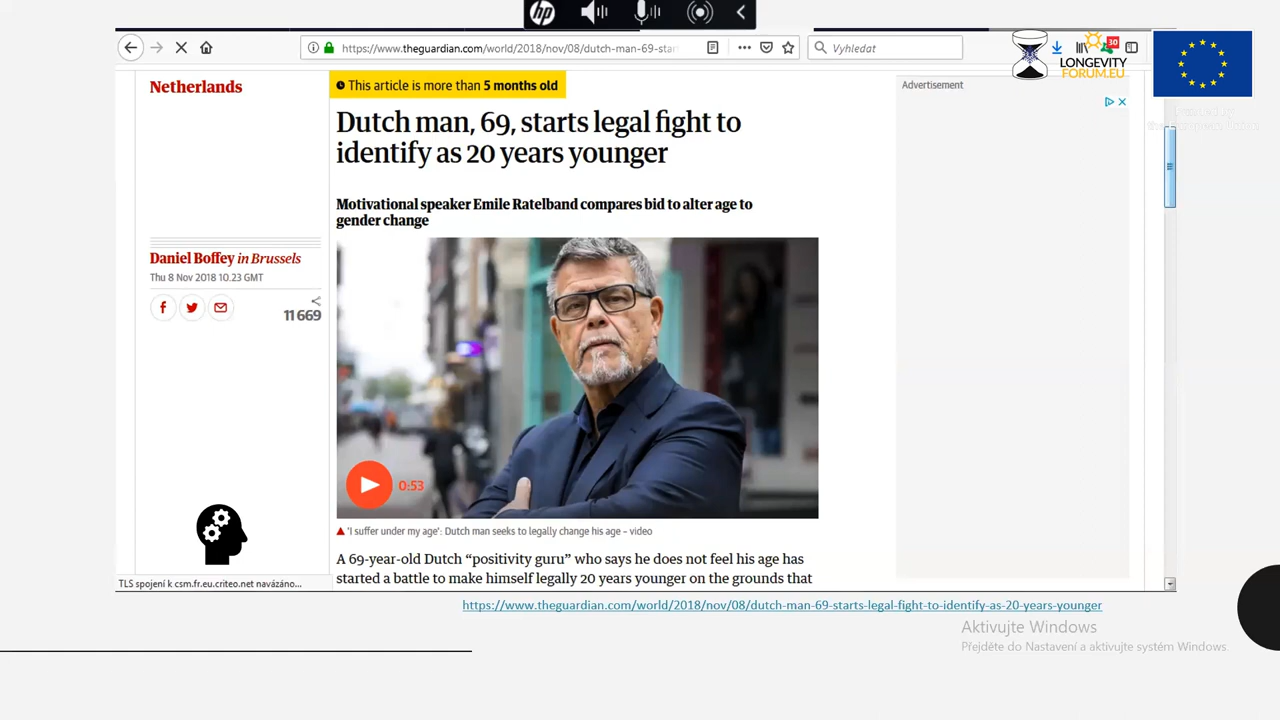 hp
https://www.theguardian.com/world/2018/nov/08/dutch-man-69-star
Vyhledat
30
LONGEVITY
FORUM.EU
Netherlands
This article is more than 5 months old
Advertisement
Dutch man, 69, starts legal fight to
identify as 20 years younger
Motivational speaker Emile Ratelband compares bid to alter age to
gender change
Daniel Boffey in Brussels
Thu 8 Nov 2018 10.23 GMT
11669
0:53
'I suffer under my age': Dutch man seeks to legally change his age – video
A 69-year-old Dutch “positivity guru” who says he does not feel his age has
started a battle to make himself legally 20 years younger on the grounds that
TLS spojení k csm.fr.eu.criteo.net navázáno...
https://www.theguardian.com/world/2018/nov/08/dutch-man-69-starts-legal-fight-to-identify-as-20-years-younger
Aktivujte Windows
Přejděte do Nastavení a aktivujte systém Windows.